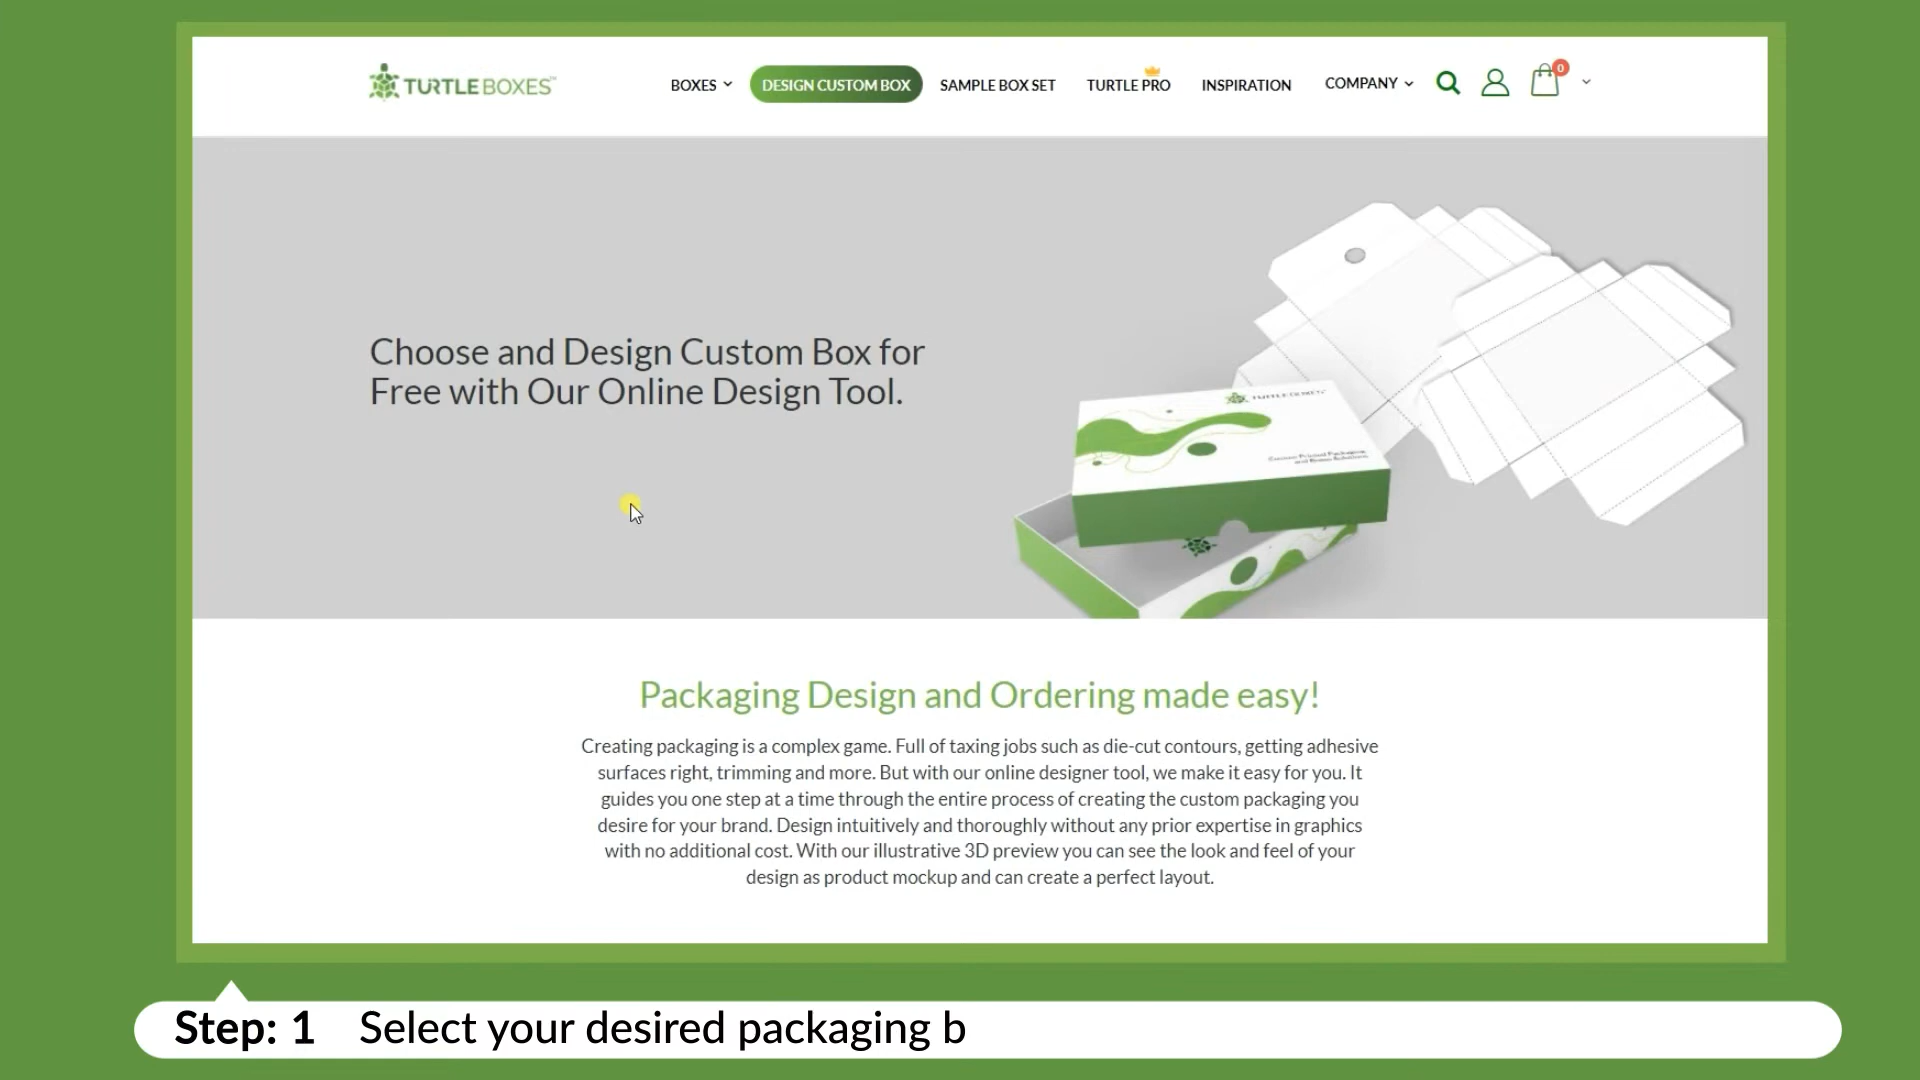 TURTLE BOXES™
BOXES
DESIGN CUSTOM BOX
SAMPLE BOX SET
TURTLE PRO
INSPIRATION
COMPANY
0
Choose and Design Custom Box for
Free with Our Online Design Tool.
TURTLE BOXES
Packaging Design and Ordering made easy!
Creating packaging is a complex game. Full of taxing jobs such as die-cut contours, getting adhesive
surfaces right, trimming and more. But with our online designer tool, we make it easy for you. It
guides you one step at a time through the entire process of creating the custom packaging you
desire for your brand. Design intuitively and thoroughly without any prior expertise in graphics
with no additional cost. With our illustrative 3D preview you can see the look and feel of your
design as product mockup and can create a perfect layout.
Step: 1 Select your desired packaging b